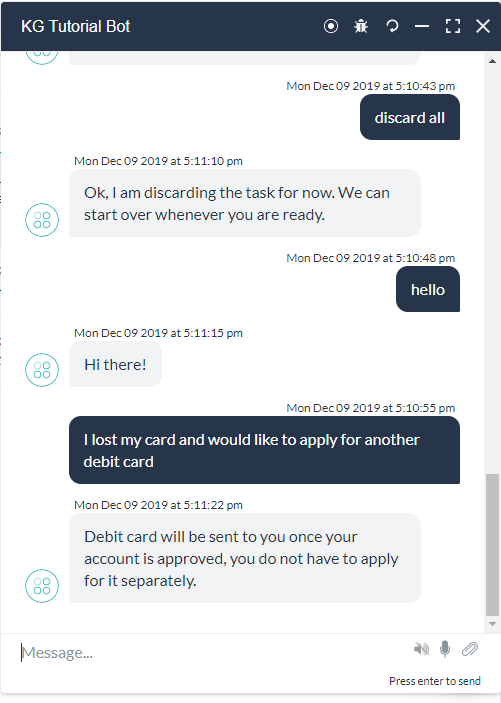 KG Tutorial Bot
Mon Dec 09 2019 at 5:10:43 pm
discard all
Mon Dec 09 2019 at 5:11:10 pm
Ok, I am discarding the task for now. We can
start over whenever you are ready.
Mon Dec 09 2019 at 5:10:48 pm
hello
Mon Dec 09 2019 at 5:11:15 pm
Hi there!
Mon Dec 09 2019 at 5:10:55 pm
I lost my card and would like to apply for another
debit card
Mon Dec 09 2019 at 5:11:22 pm
Debit card will be sent to you once your
account is approved, you do not have to apply
for it separately.
Message...
Press enter to send